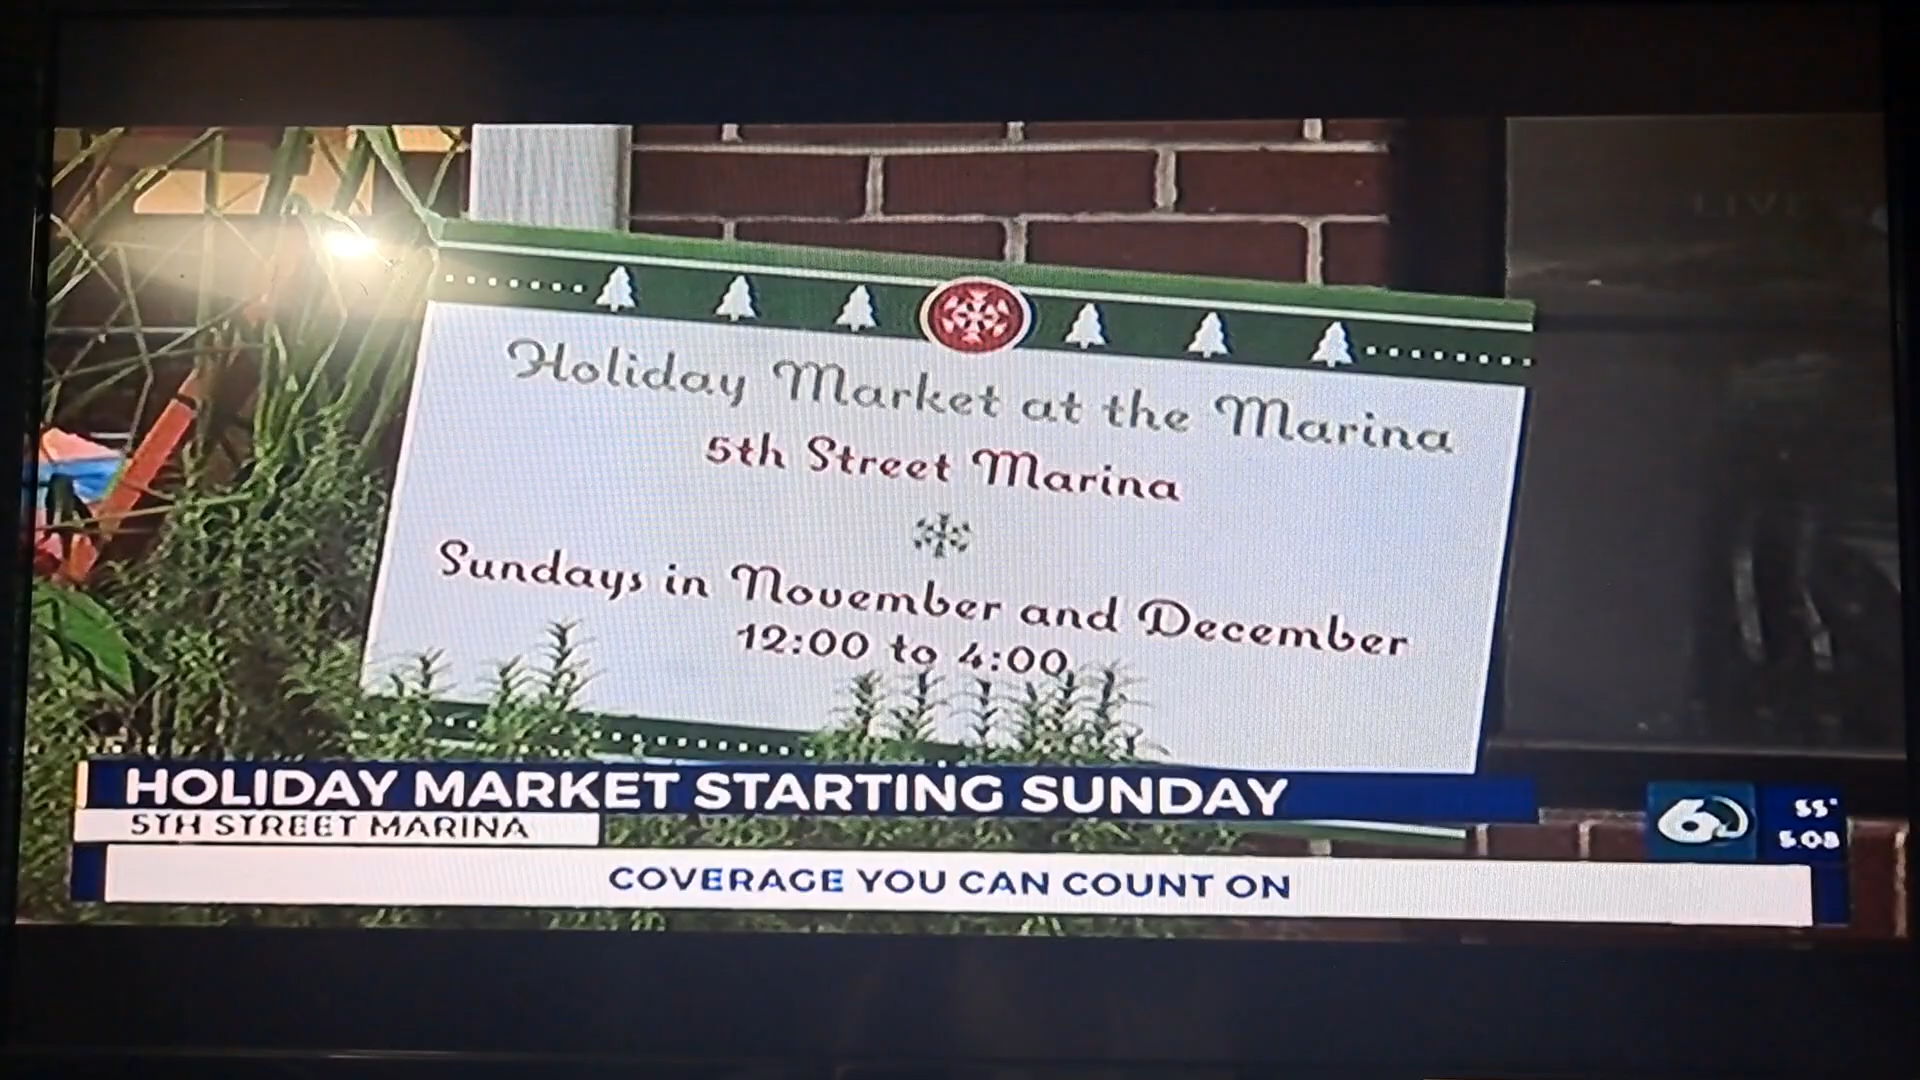 LIVE
Holiday Market at the Marina
5th Street Marina
Sundays in November and December
12:00 to 4:00
HOLIDAY MARKET STARTING SUNDAY
5TH STREET MARINA
6
55°
5:08
COVERAGE YOU CAN COUNT ON